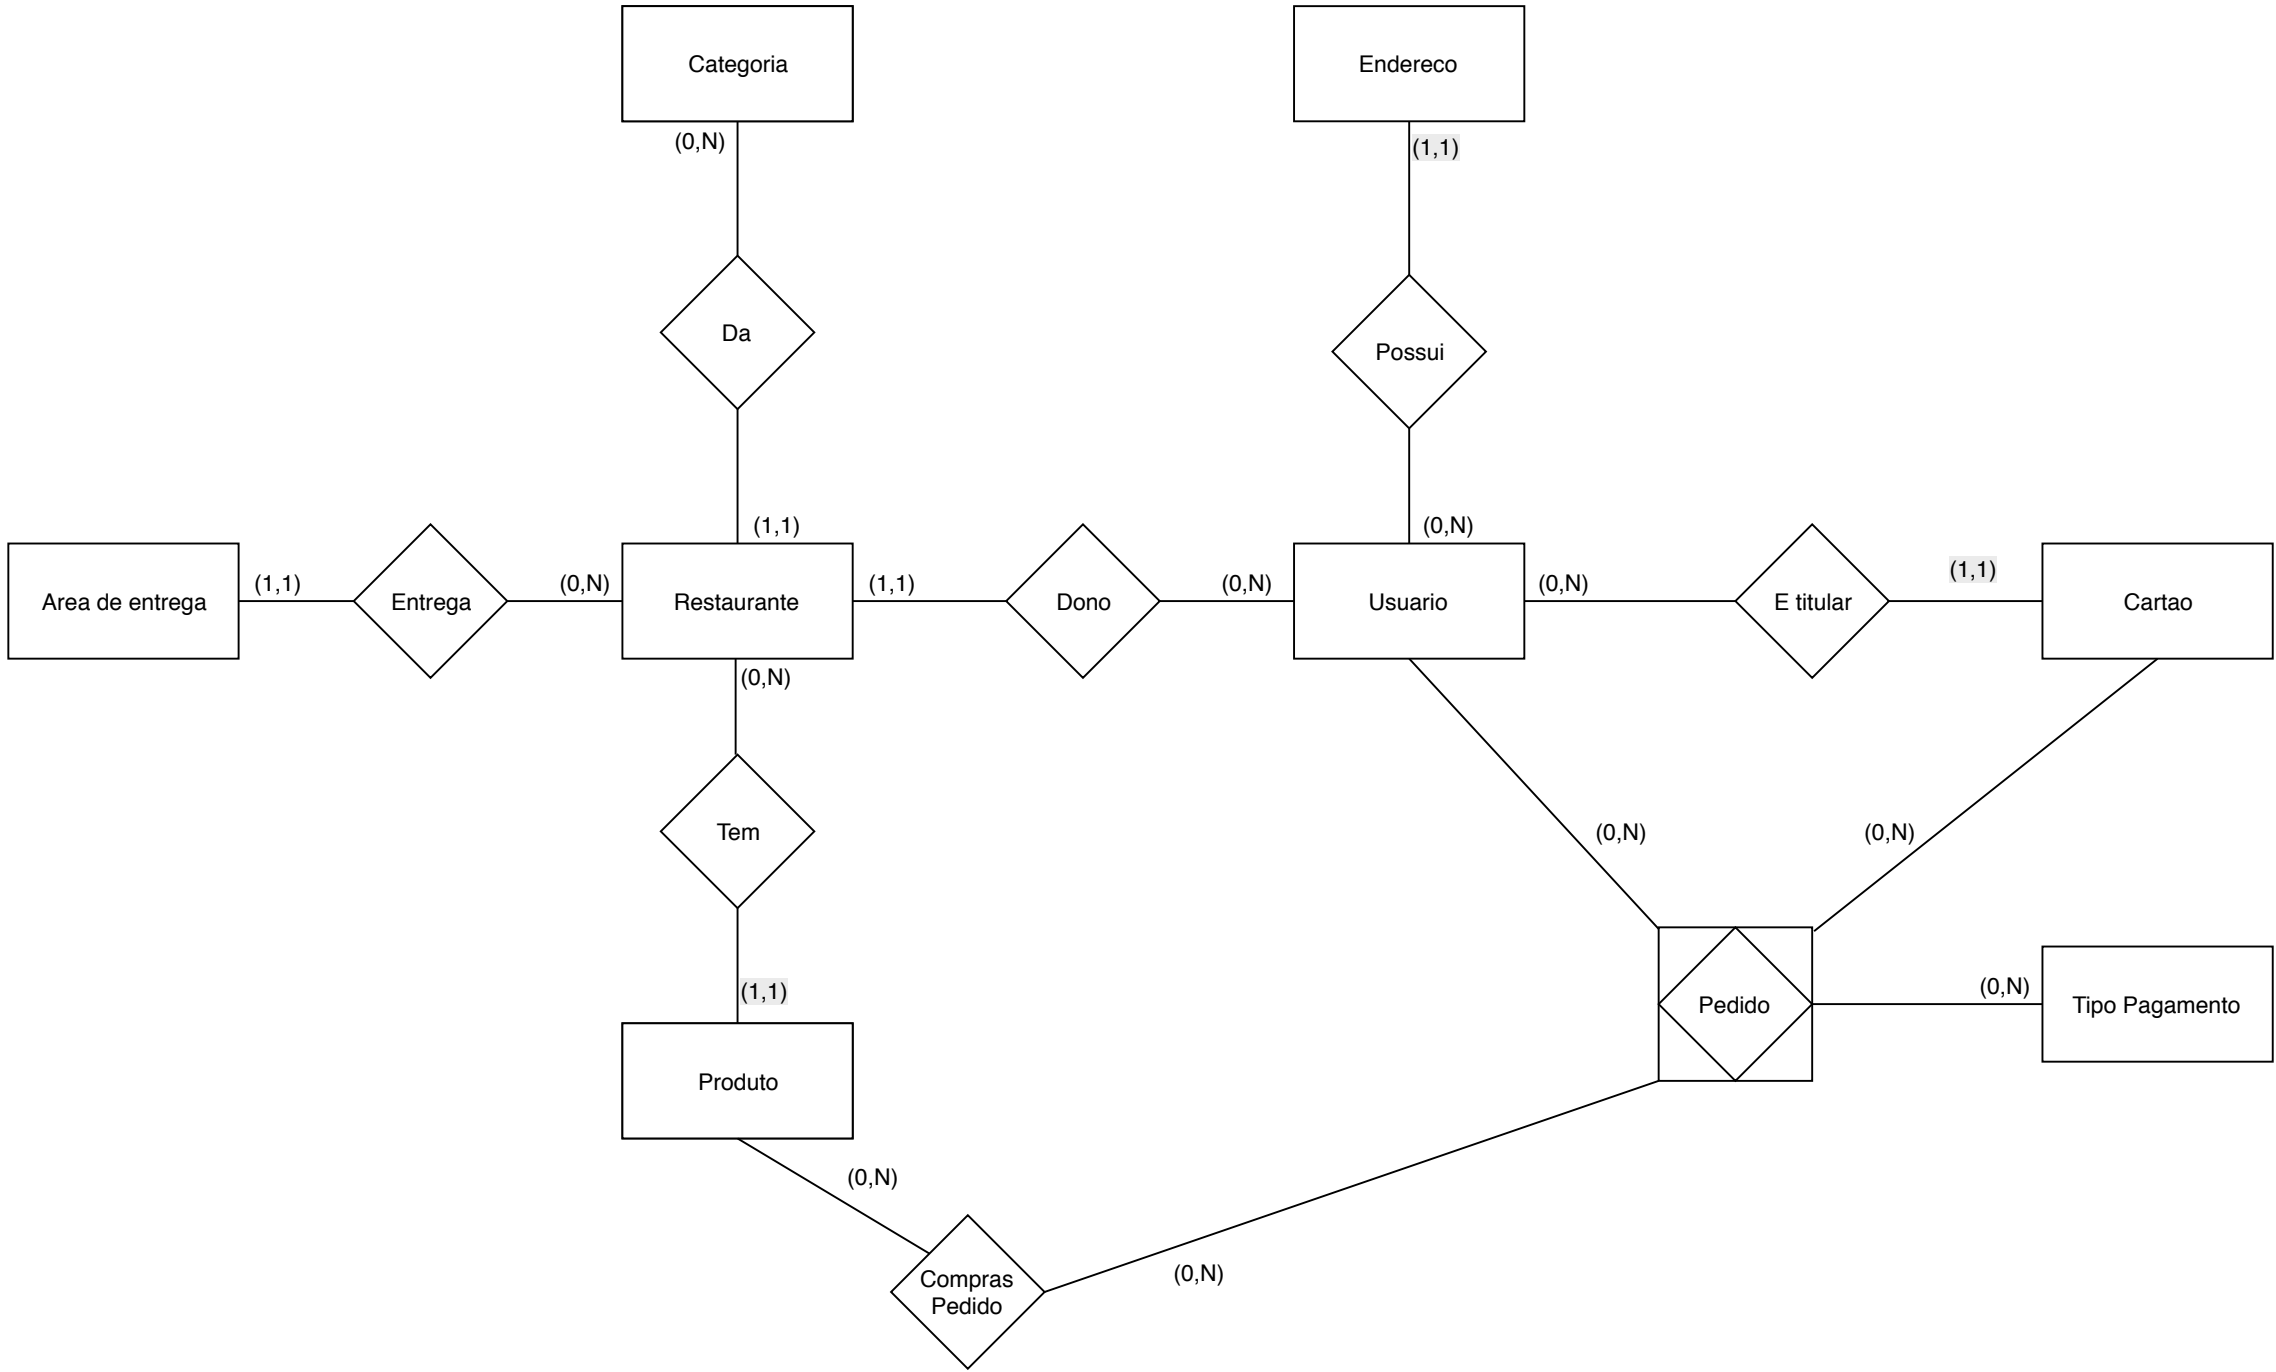 Categoria
Endereco
(0,N)
(1,1)
Da
Possui
(1,1)
(0,N)
Area de entrega
(1,1)
Entrega
(0,N)
Restaurante
(1,1)
Dono
(0,N)
Usuario
(0,N)
E titular
(1,1)
Cartao
(0,N)
Tem
(0,N)
(0,N)
(1,1)
Pedido
(0,N)
Tipo Pagamento
Produto
(0,N)
Compras
Pedido
(0,N)